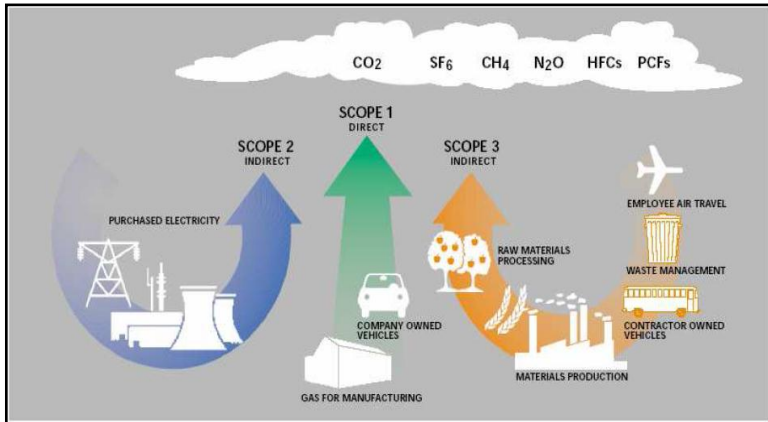 CO2 SF6 CH4 N2O HFCs PCFs
SCOPE 1
DIRECT
SCOPE 2
INDIRECT
SCOPE 3
INDIRECT
PURCHASED ELECTRICITY
COMPANY OWNED
VEHICLES
GAS FOR MANUFACTURING
RAW MATERIALS
PROCESSING
MATERIALS PRODUCTION
EMPLOYEE AIR TRAVEL
WASTE MANAGEMENT
CONTRACTOR OWNED
VEHICLES